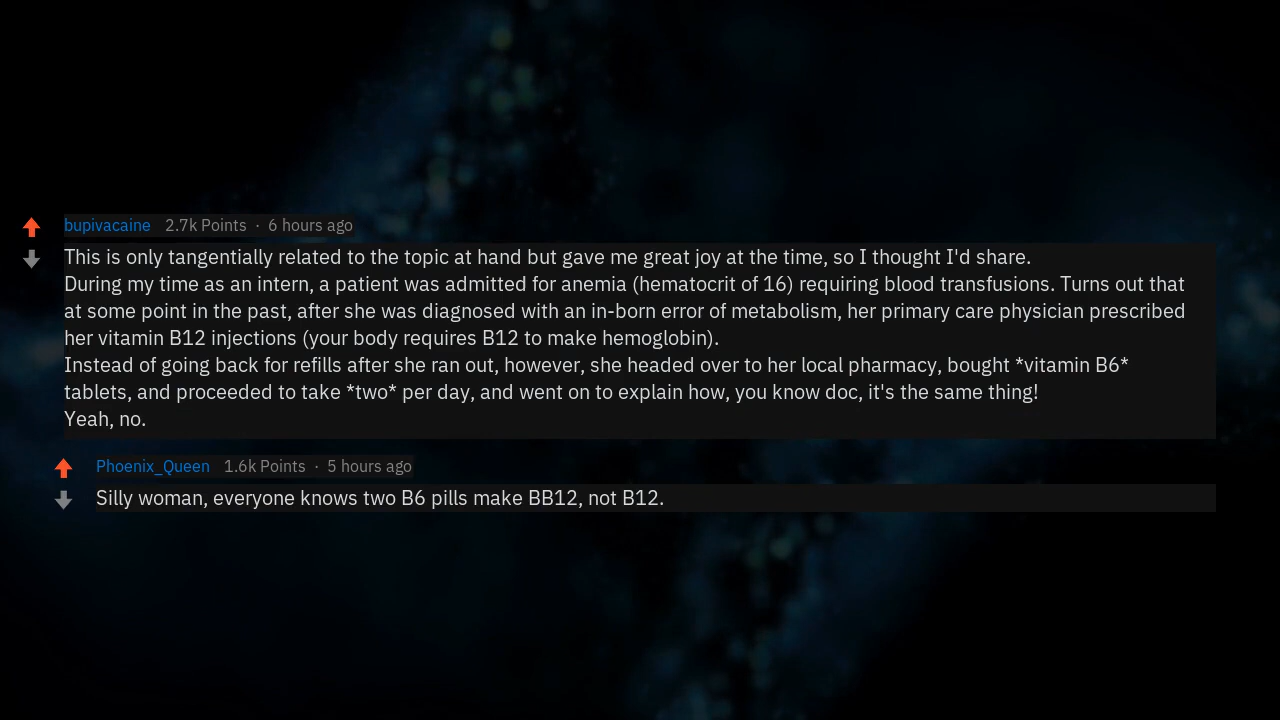 bupivacaine 2.7k Points · 6 hours ago
This is only tangentially related to the topic at hand but gave me great joy at the time, so I thought I'd share.
During my time as an intern, a patient was admitted for anemia (hematocrit of 16) requiring blood transfusions. Turns out that
at some point in the past, after she was diagnosed with an in-born error of metabolism, her primary care physician prescribed
her vitamin B12 injections (your body requires B12 to make hemoglobin).
Instead of going back for refills after she ran out, however, she headed over to her local pharmacy, bought *vitamin B6*
tablets, and proceeded to take *two* per day, and went on to explain how, you know doc, it's the same thing!
Yeah, no.
Phoenix_Queen 1.6k Points · 5 hours ago
Silly woman, everyone knows two B6 pills make BB12, not B12.